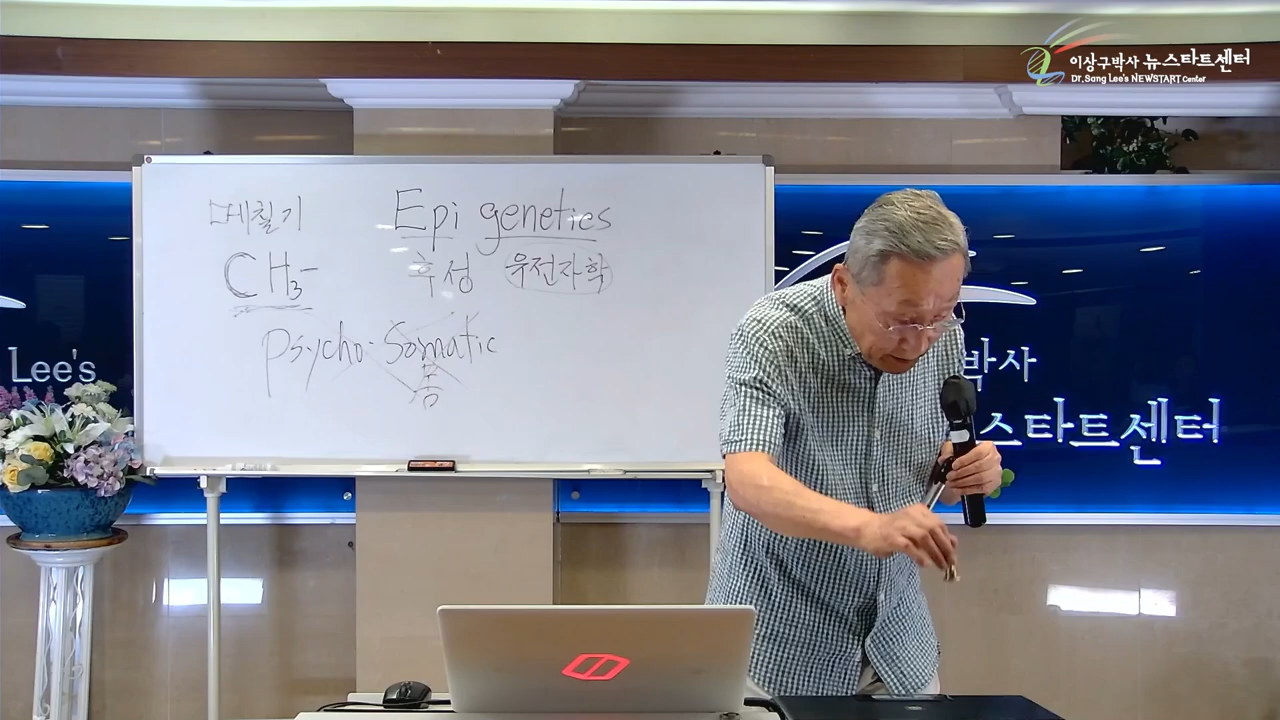 이상구박사 뉴스타트센터
Dr. Sang Lee's NEWSTART Center
메칠기 Epi genetics
CH₃- 후성 유전자학
Psycho-Somatic
몸
Lee's
박사
스타트센터